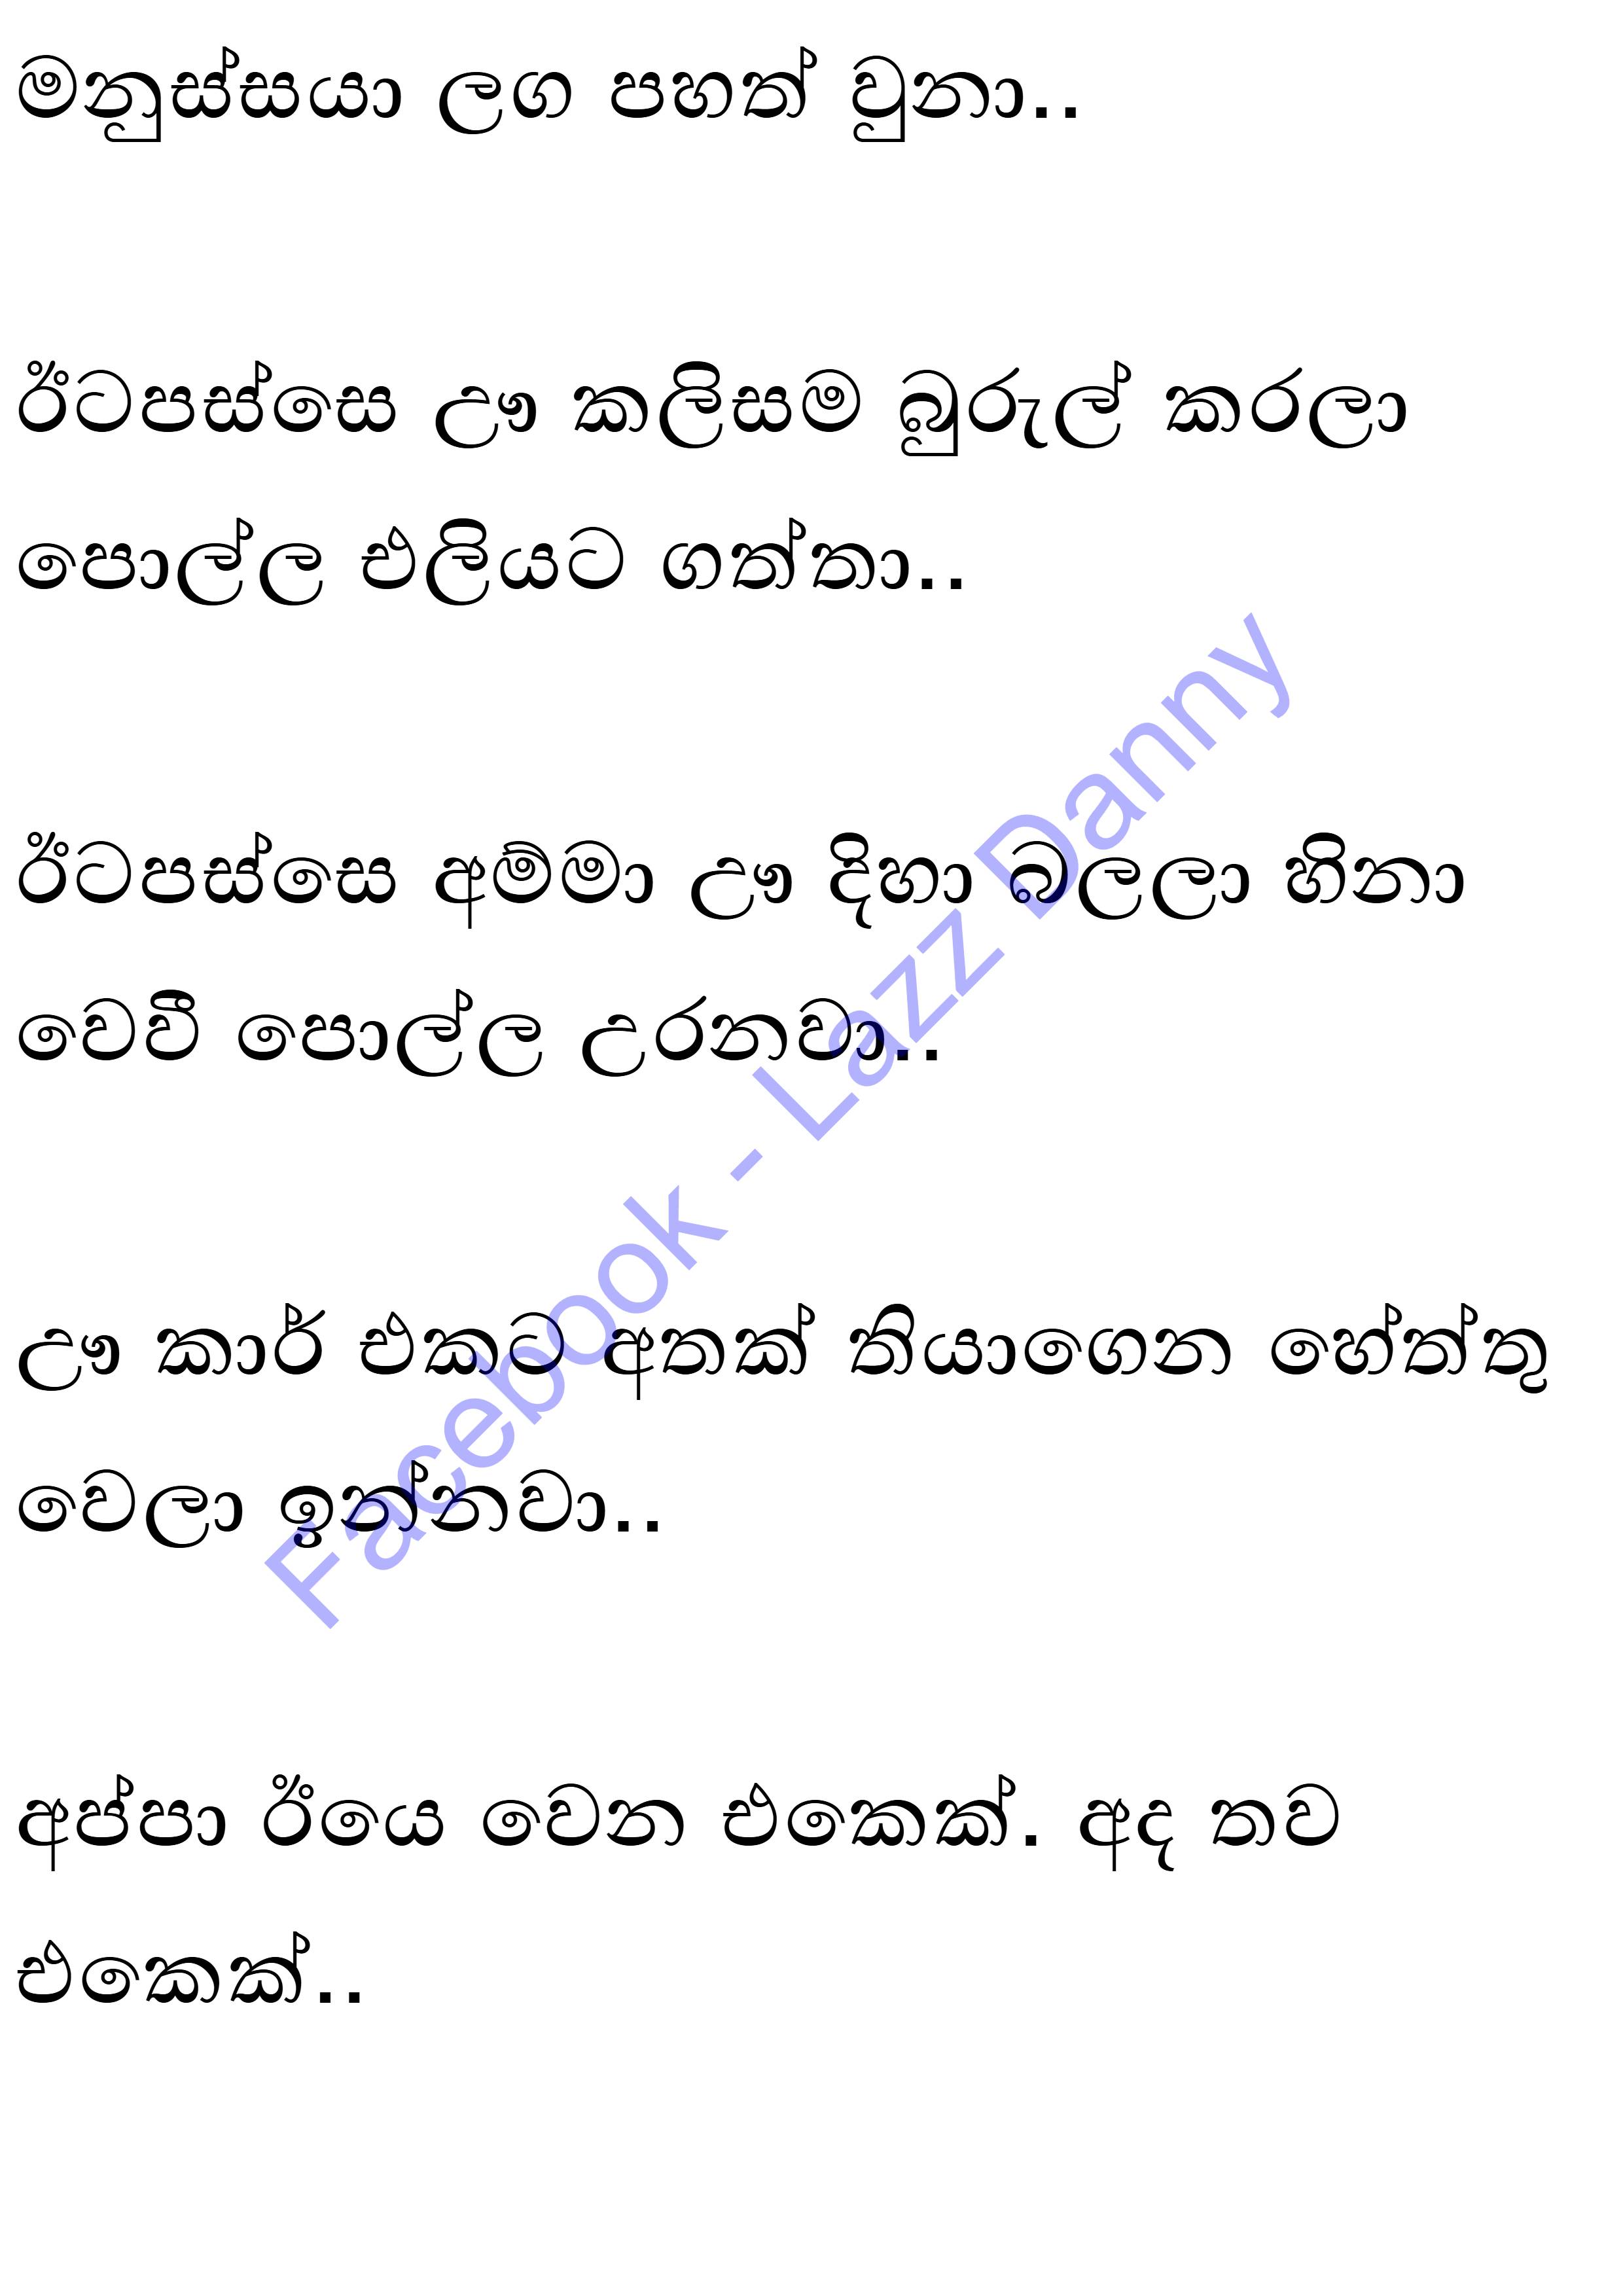 මනුස්සයා ලග පහත් වුනා..
ඊටපස්සෙ ඌ කලිසම බුරුල් කරලා
පොල්ල එලියට ගත්තා..
ඊටපස්සෙ අම්මා ඌ දිහා බලලා හිනා
වෙවී පොල්ල උරනවා..
ඌ කාර් එකට අතක් තියාගෙන හේත්තු
වෙලා ඉන්නවා..
අප්පා ඊයෙ වෙන එකෙක්. අද තව
එකෙක්..
Facebook - Lazz Danny